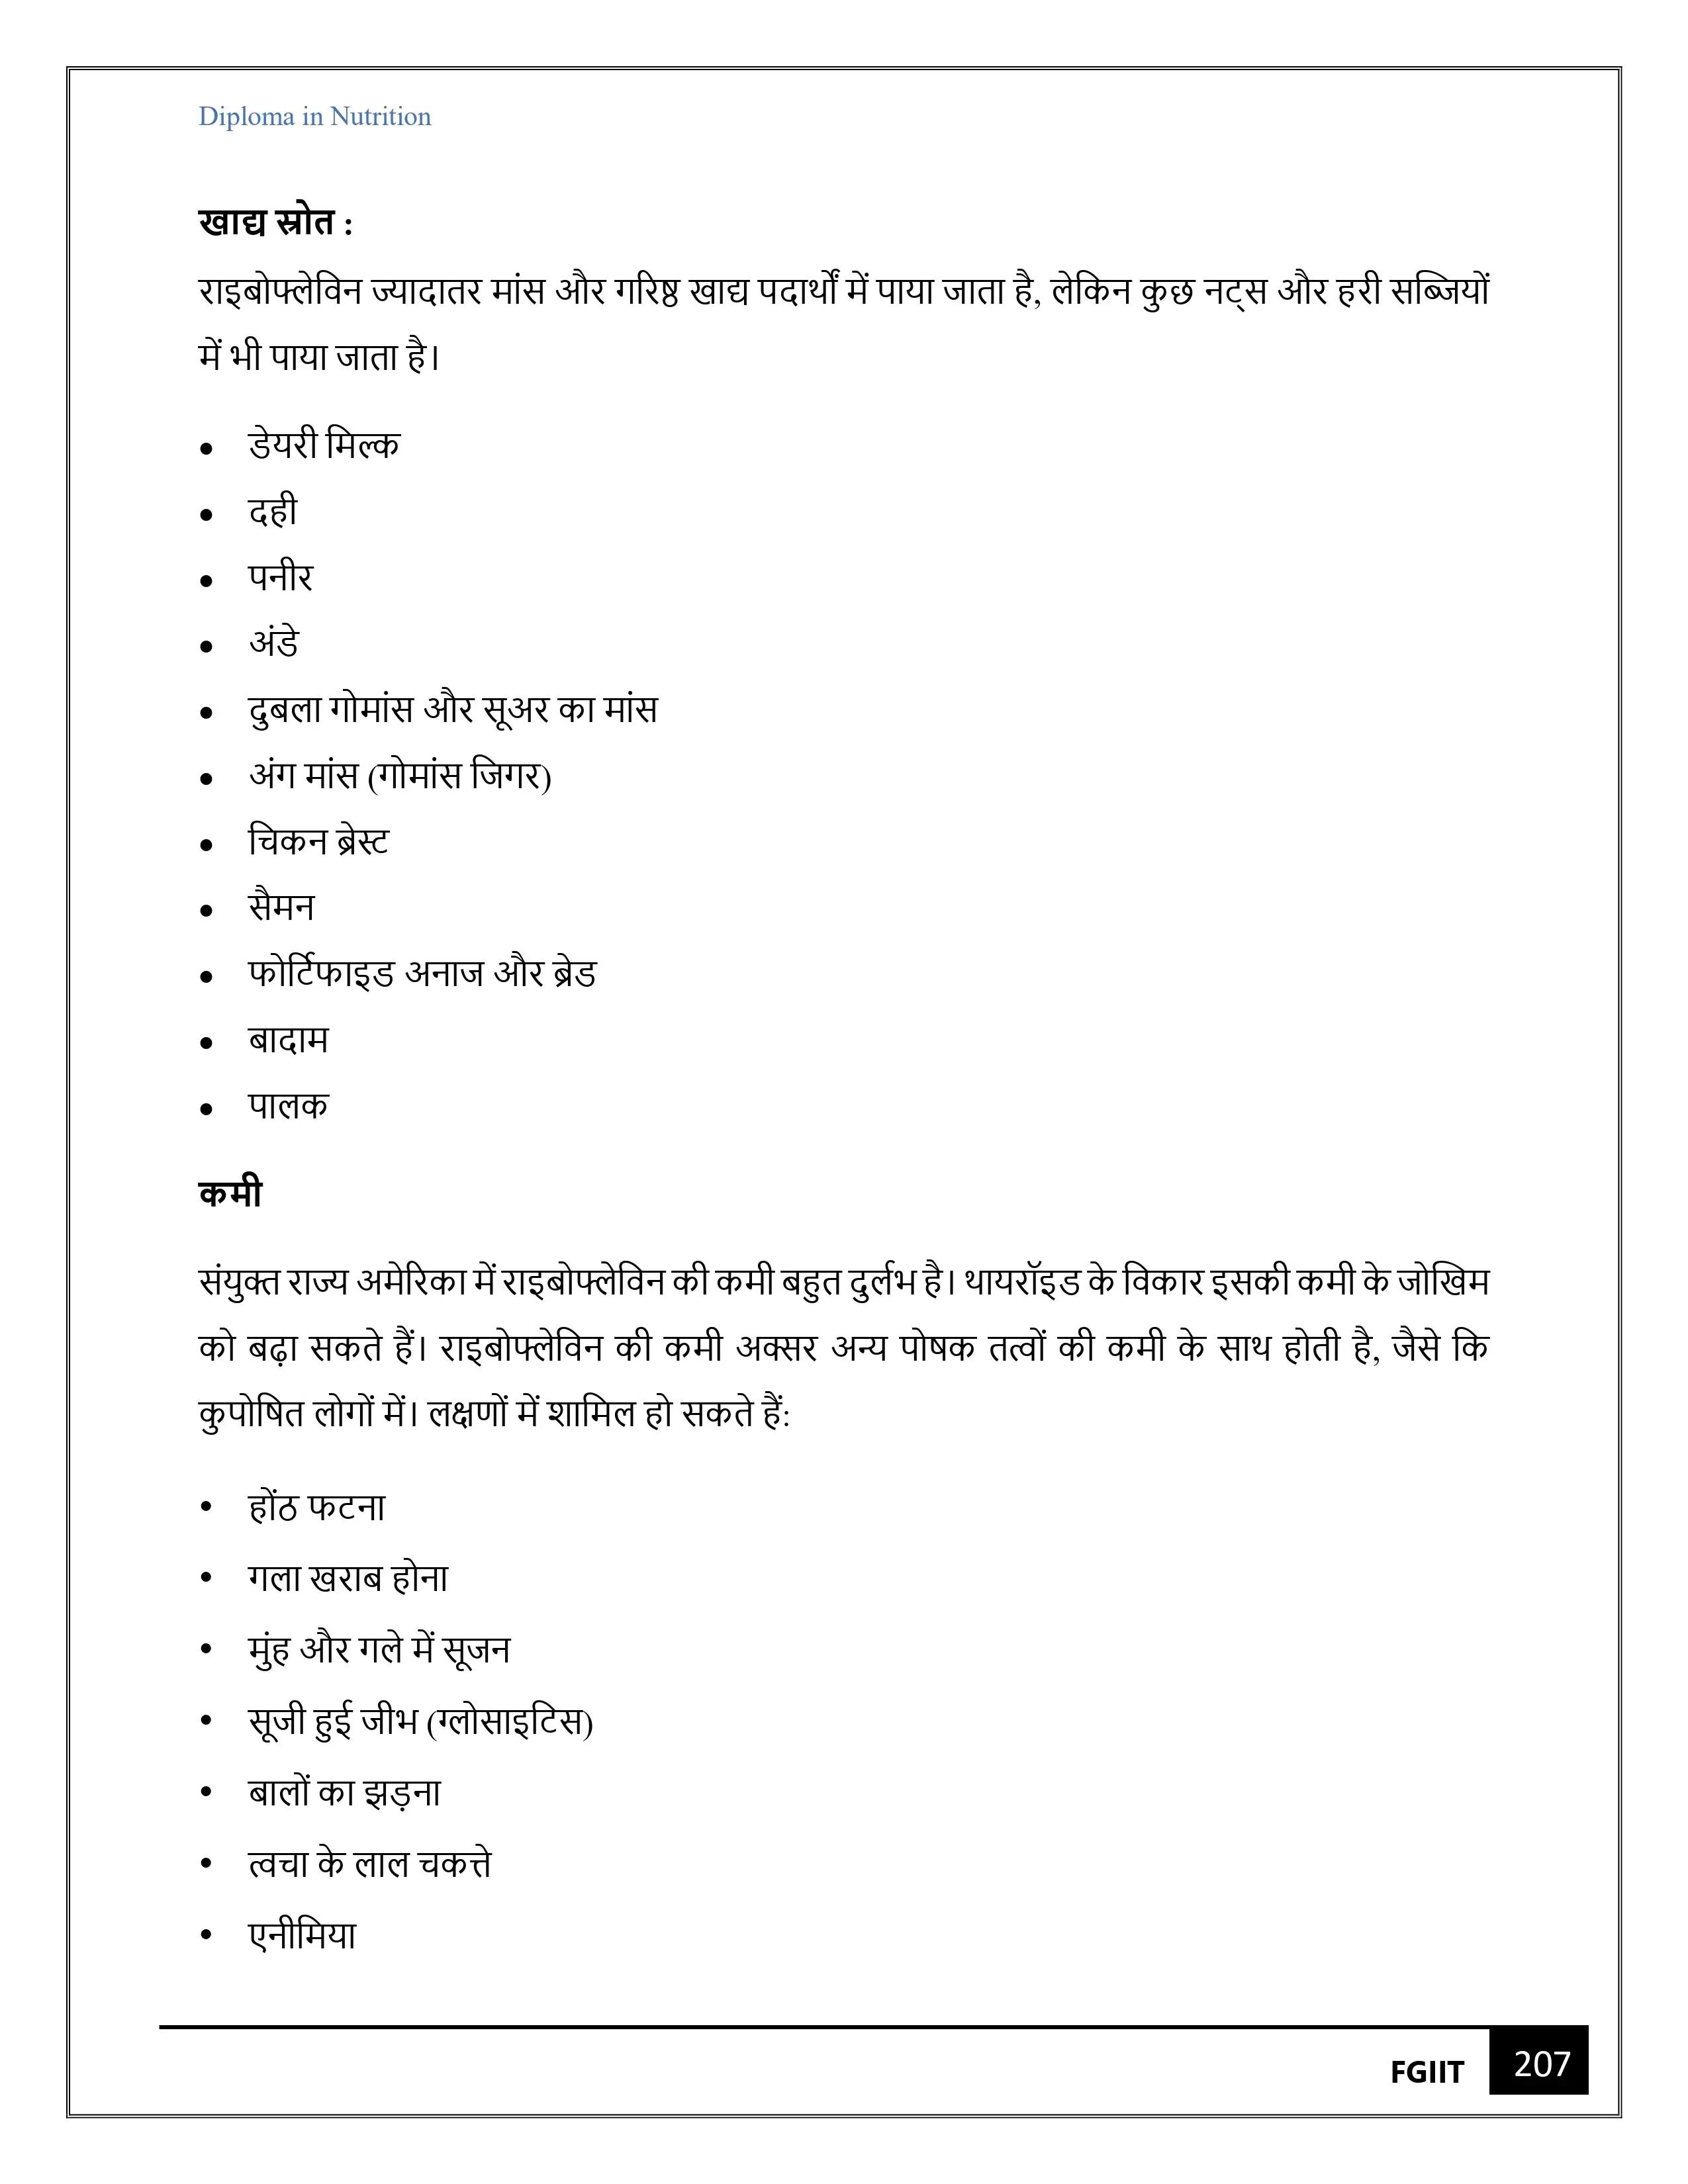 Diploma in Nutrition
खाद्य स्रोत :
राइबोफ्लेविन ज्यादातर मांस और गरिष्ठ खाद्य पदार्थों में पाया जाता है, लेकिन कुछ नट्स और हरी सब्जियों
में भी पाया जाता है।
• डेयरी मिल्क
• दही
• पनीर
• अंडे
• दुबला गोमांस और सूअर का मांस
• अंग मांस (गोमांस जिगर)
• चिकन ब्रेस्ट
• सैमन
• फोर्टिफाइड अनाज और ब्रेड
• बादाम
• पालक
कमी
संयुक्त राज्य अमेरिका में राइबोफ्लेविन की कमी बहुत दुर्लभ है। थायरॉइड के विकार इसकी कमी के जोखिम
को बढ़ा सकते हैं। राइबोफ्लेविन की कमी अक्सर अन्य पोषक तत्वों की कमी के साथ होती है, जैसे कि
कुपोषित लोगों में। लक्षणों में शामिल हो सकते हैं:
• होंठ फटना
• गला खराब होना
• मुंह और गले में सूजन
• सूजी हुई जीभ (ग्लोसाइटिस)
• बालों का झड़ना
• त्वचा के लाल चकत्ते
• एनीमिया
FGIIT 207